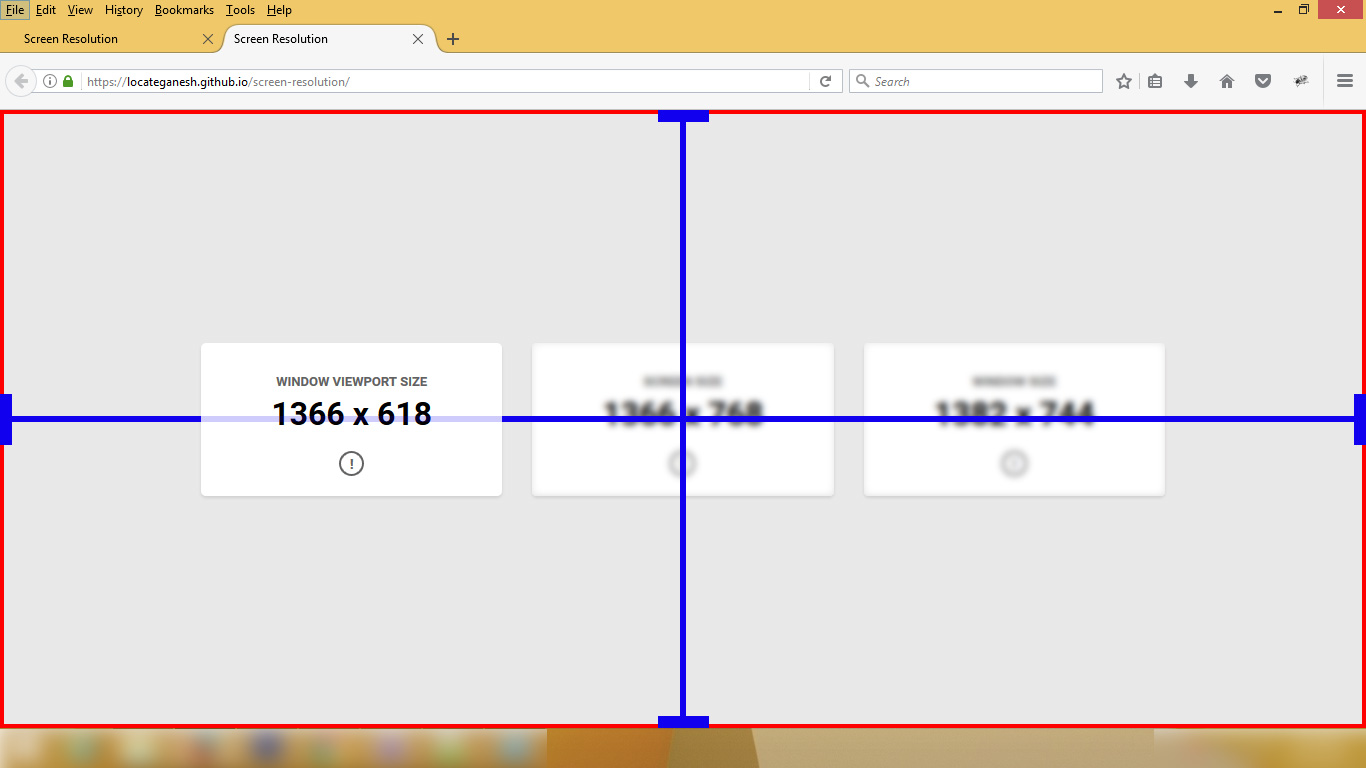 File Edit View History Bookmarks Tools Help
Screen Resolution Screen Resolution
https://locateganesh.github.io/screen-resolution/ Search
WINDOW VIEWPORT SIZE SCREEN SIZE WINDOW SIZE
1366 x 618 1366 x 768 1382 x 744
!